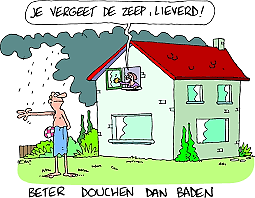 JE VERGEET DE ZEEP, LIEVERD!
BETER DOUCHEN DAN BADEN